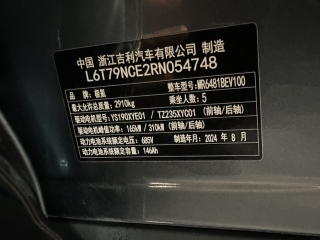 中国 浙江吉利汽车有限公司 制造
L6T79NCE2RN054748
品牌：极氪 整车型号：MR6481BEV100
最大允许总质量：2910kg 乘坐人数：5
驱动电机型号：YS190XYE01 / TZ235XYC01 (前轴/后轴)
驱动电机峰值功率：165kW / 310kW (前轴/后轴)
动力电池系统额定电压：685V 制造年月：2024 年 8 月
动力电池系统额定容量：146Ah